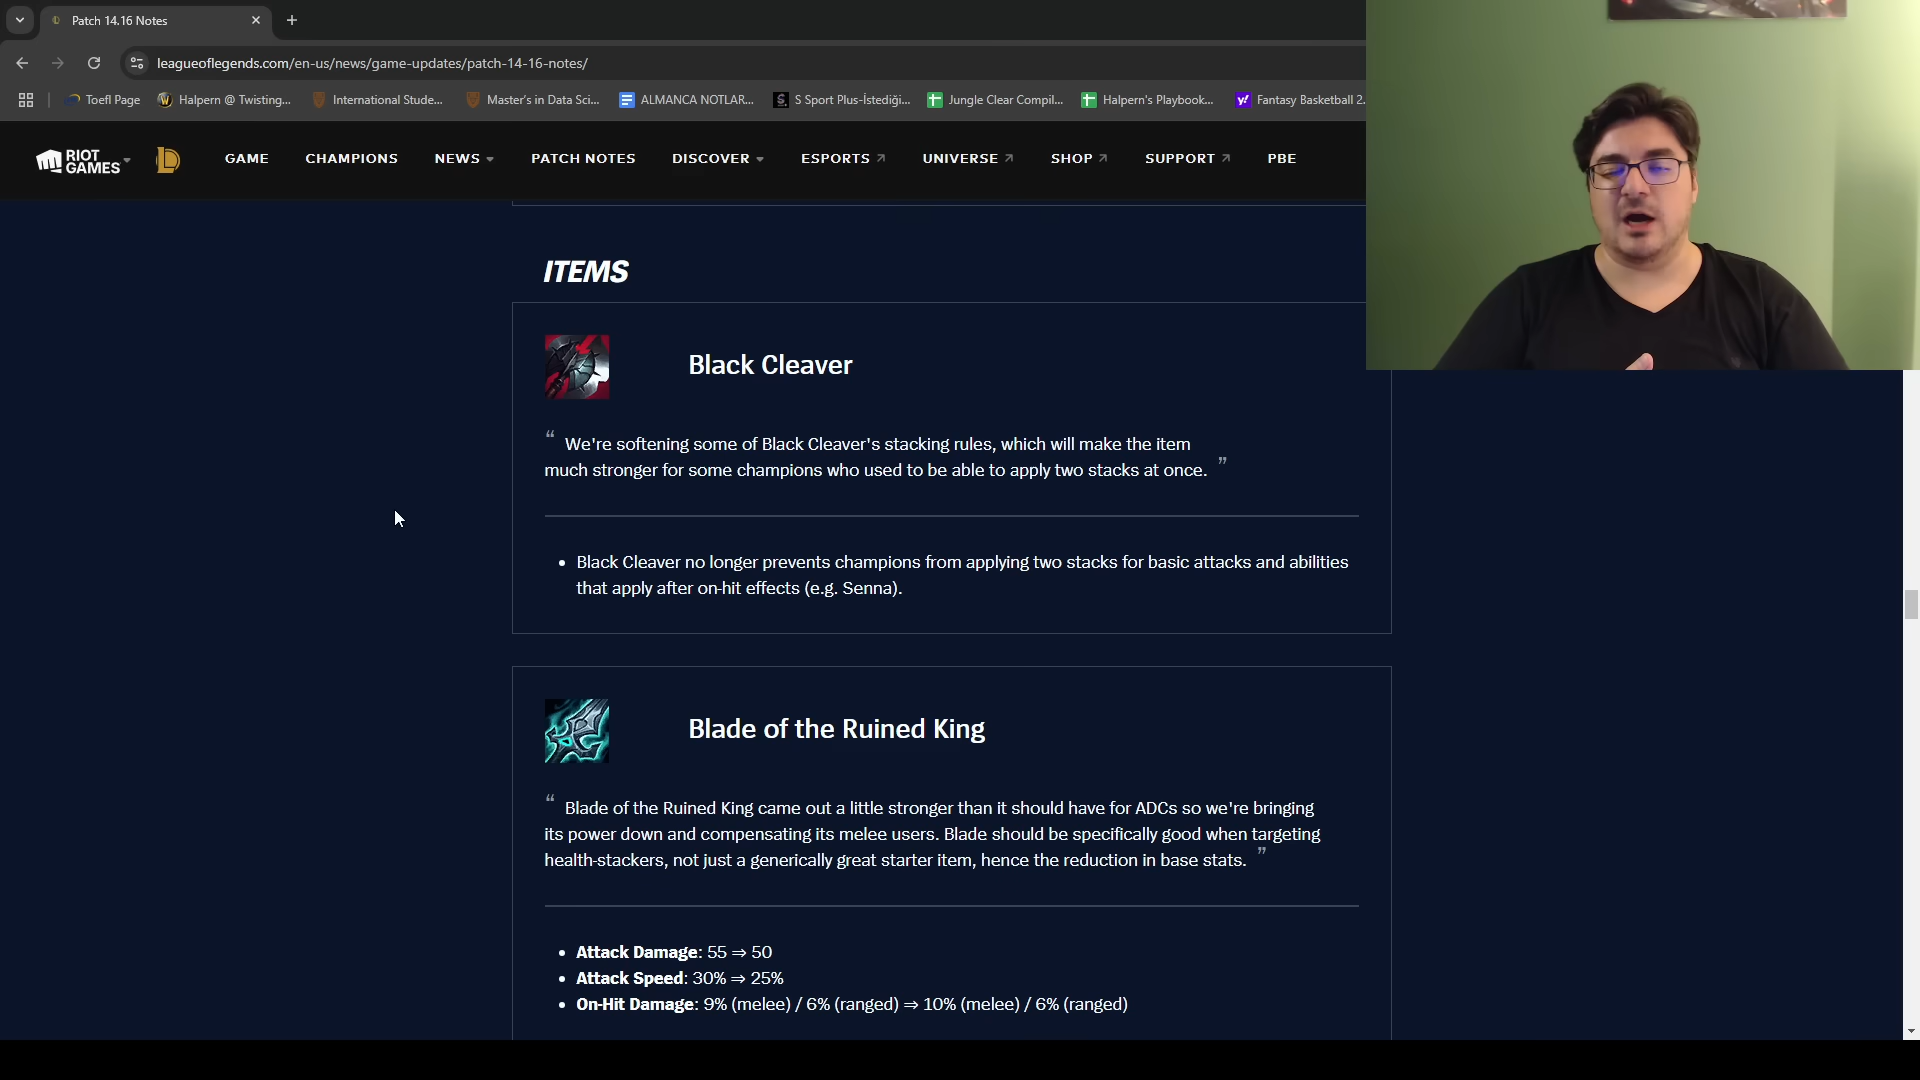 Patch 14.16 Notes
leagueoflegends.com/en-us/news/game-updates/patch-14-16-notes/
Toefl Page
Halpern @ Twisting...
International Stude...
Master's in Data Sci...
ALMANCA NOTLAR...
S Sport Plus-İstediği...
Jungle Clear Compil...
Halpern's Playbook...
Fantasy Basketball 2.
RIOT GAMES
GAME
CHAMPIONS
NEWS
PATCH NOTES
DISCOVER
ESPORTS
UNIVERSE
SHOP
SUPPORT
PBE
ITEMS
Black Cleaver
“ We're softening some of Black Cleaver's stacking rules, which will make the item
much stronger for some champions who used to be able to apply two stacks at once. ”
• Black Cleaver no longer prevents champions from applying two stacks for basic attacks and abilities
that apply after on-hit effects (e.g. Senna).
Blade of the Ruined King
“ Blade of the Ruined King came out a little stronger than it should have for ADCs so we're bringing
its power down and compensating its melee users. Blade should be specifically good when targeting
health-stackers, not just a generically great starter item, hence the reduction in base stats. ”
• Attack Damage: 55 ⇒ 50
• Attack Speed: 30% ⇒ 25%
• On-Hit Damage: 9% (melee) / 6% (ranged) ⇒ 10% (melee) / 6% (ranged)